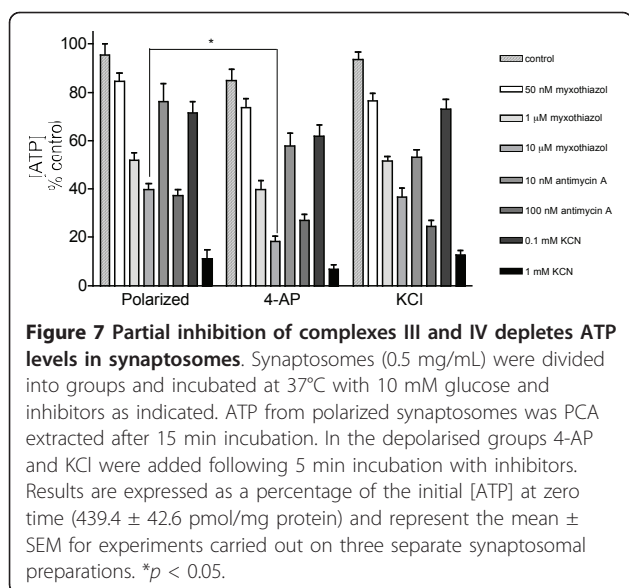 100
80
60
40
20
0
[ATP]
% control
*
Polarized
4-AP
KCl
control
50 nM myxothiazol
1 μM myxothiazol
10 μM myxothiazol
10 nM antimycin A
100 nM antimycin A
0.1 mM KCN
1 mM KCN
Figure 7 Partial inhibition of complexes III and IV depletes ATP
levels in synaptosomes. Synaptosomes (0.5 mg/mL) were divided
into groups and incubated at 37°C with 10 mM glucose and
inhibitors as indicated. ATP from polarized synaptosomes was PCA
extracted after 15 min incubation. In the depolarised groups 4-AP
and KCl were added following 5 min incubation with inhibitors.
Results are expressed as a percentage of the initial [ATP] at zero
time (439.4 ± 42.6 pmol/mg protein) and represent the mean ±
SEM for experiments carried out on three separate synaptosomal
preparations. *p < 0.05.